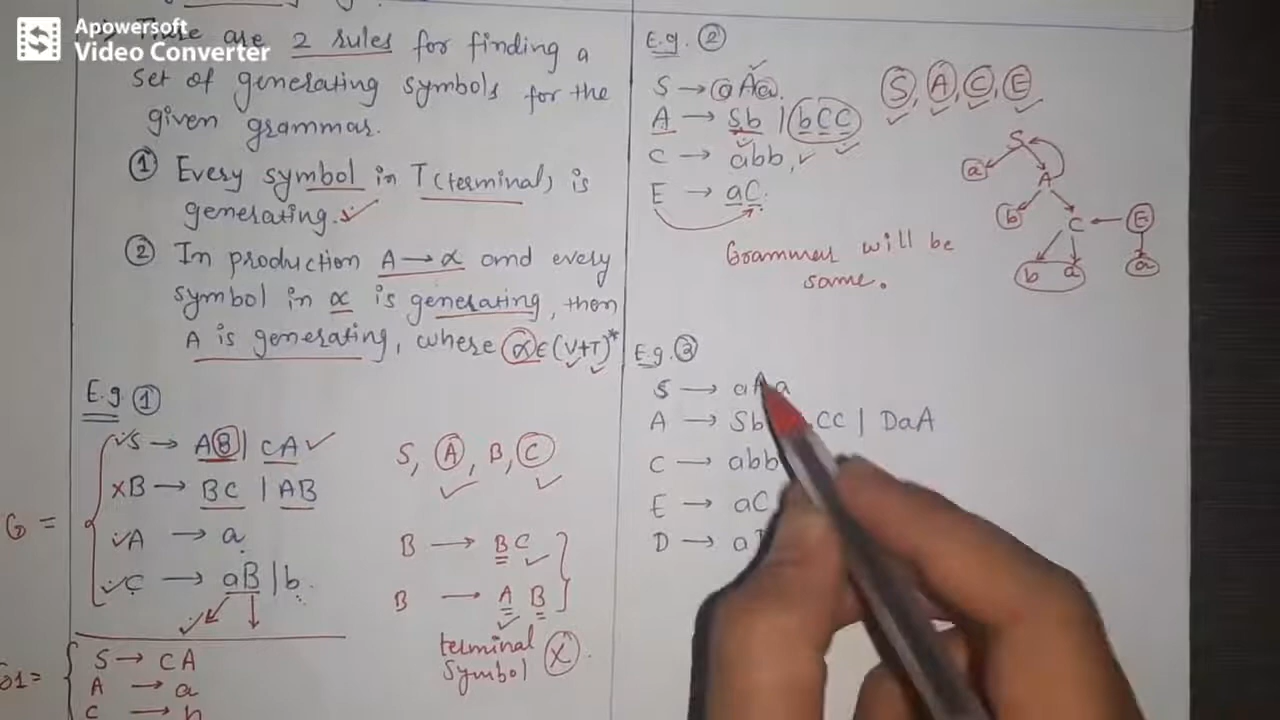 Apowersoft
Video Converter
There are 2 rules for finding a
set of generating symbols for the
given grammar.
① Every symbol in T(terminal) is
generating.
② In production A → α and every
symbol in α is generating, then
A is generating, where α ∈ (V+T)*
E.g. ①
G =
S → AB | CA
B → BC | AB
A → a
C → aB | b.
S, A, B, C
B → BC
B → A B
terminal
symbol X.
S → CA
A → a
C → b
E.g. ②
S → aAa
A → Sb | bCC
C → abb,
E → aC.
S, A, C, E
S
a
A
b
C ← E
b a a
Grammer will be
same.
E.g. ③
S → aAa
A → Sb CC | DaA
C → abb
E → aC
D → a